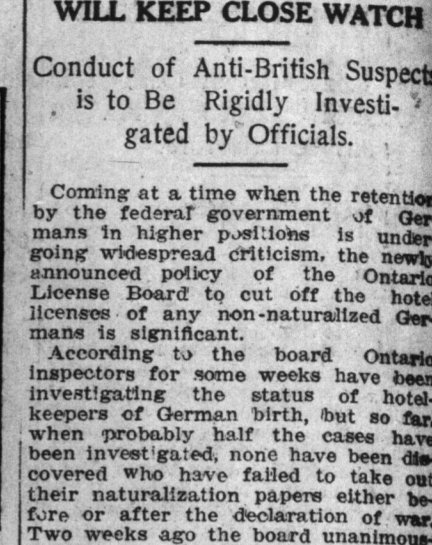 WILL KEEP CLOSE WATCH
Conduct of Anti-British Suspects
is to Be Rigidly Investi-
gated by Officials.
Coming at a time when the retention
by the federal government of Ger
mans in higher positions is under
going widespread criticism, the newly
announced policy of the Ontario
License Board to cut off the hotel
licenses of any non-naturalized Ger
mans is significant.
According to the board Ontario
inspectors for some weeks have been
investigating the status of hotel-
keepers of German birth, but so far,
when probably half the cases have
been investigated, none have been dis
covered who have failed to take out
their naturalization papers either be-
fore or after the declaration of war.
Two weeks ago the board unanimous-